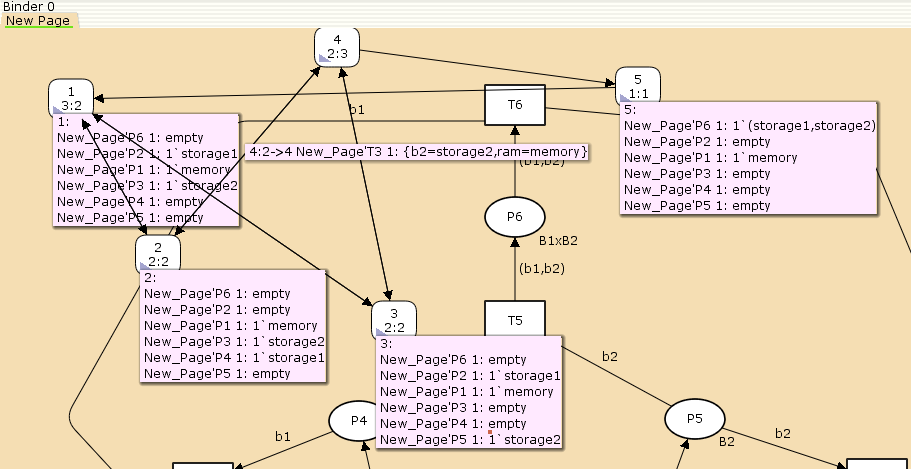 Binder 0
New Page
4
2:3
1
3:2
5
1:1
T6
b1
1:
New_Page'P6 1: empty
New_Page'P2 1: 1`storage1
New_Page'P1 1: 1`memory
New_Page'P3 1: 1`storage2
New_Page'P4 1: empty
New_Page'P5 1: empty
5:
New_Page'P6 1: 1`(storage1,storage2)
New_Page'P2 1: empty
New_Page'P1 1: 1`memory
New_Page'P3 1: empty
New_Page'P4 1: empty
New_Page'P5 1: empty
4:2->4 New_Page'T3 1: {b2=storage2,ram=memory}
(b1,b2)
P6
B1xB2
2
2:2
(b1,b2)
2:
New_Page'P6 1: empty
New_Page'P2 1: empty
New_Page'P1 1: 1`memory
New_Page'P3 1: 1`storage2
New_Page'P4 1: 1`storage1
New_Page'P5 1: empty
3
2:2
T5
3:
New_Page'P6 1: empty
New_Page'P2 1: 1`storage1
New_Page'P1 1: 1`memory
New_Page'P3 1: empty
New_Page'P4 1: empty
New_Page'P5 1: 1`storage2
b2
P4
P5
b1
B2
b2